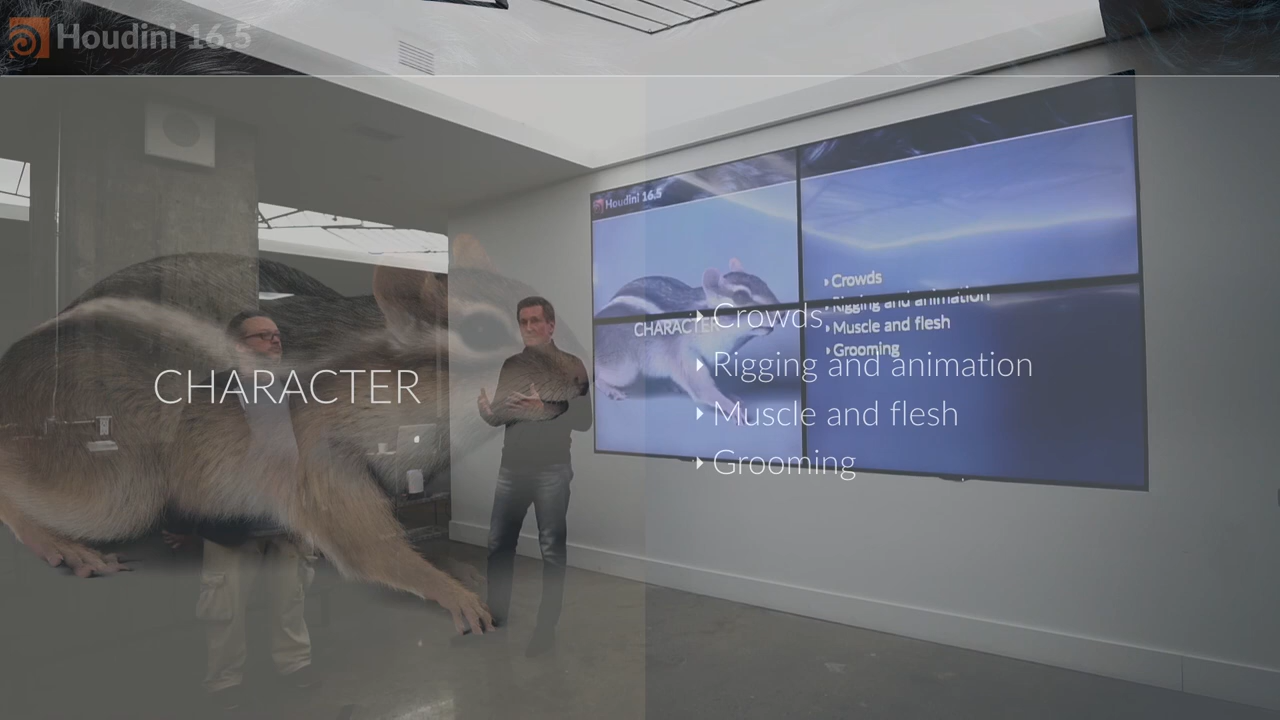 Houdini 16.5
Houdini 16.5
CHARACTER
CHARACTER
Crowds
Rigging and animation
Muscle and flesh
Grooming
Crowds
Rigging and animation
Muscle and flesh
Grooming